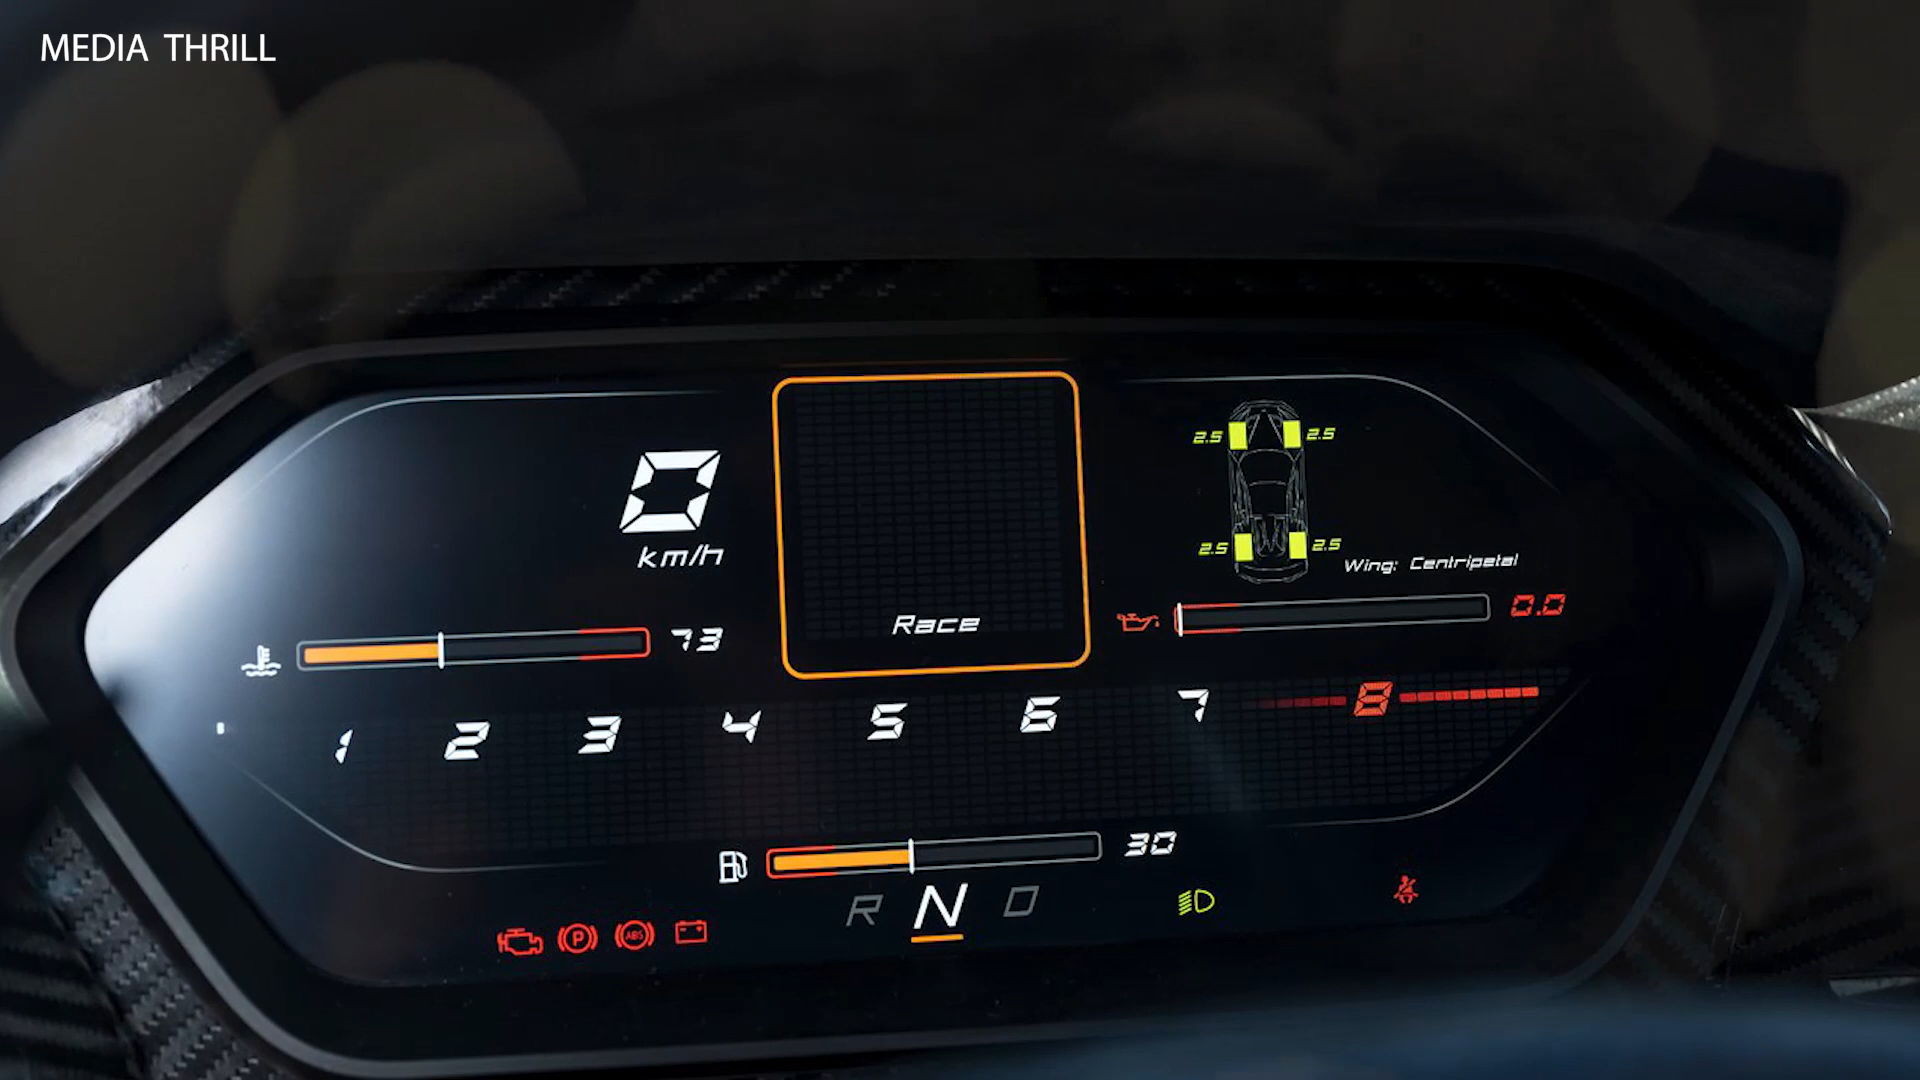 MEDIA THRILL
0
km/h
Race
2.5 2.5
2.5 2.5
Wing: Centripetal
73
0.0
1 2 3 4 5 6 7 8
30
R N D
P ABS